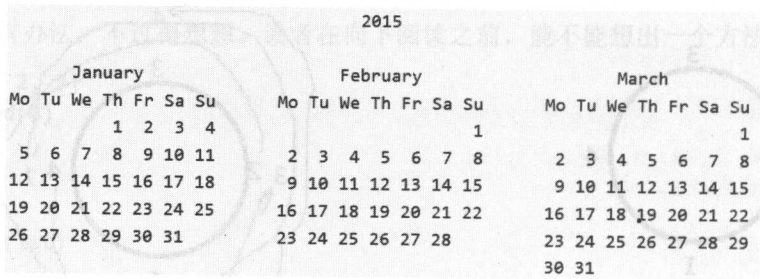 2015
January February March
Mo Tu We Th Fr Sa Su Mo Tu We Th Fr Sa Su Mo Tu We Th Fr Sa Su
1 2 3 4 1 1
5 6 7 8 9 10 11 2 3 4 5 6 7 8 2 3 4 5 6 7 8
12 13 14 15 16 17 18 9 10 11 12 13 14 15 9 10 11 12 13 14 15
19 20 21 22 23 24 25 16 17 18 19 20 21 22 16 17 18 19 20 21 22
26 27 28 29 30 31 23 24 25 26 27 28 23 24 25 26 27 28 29
30 31